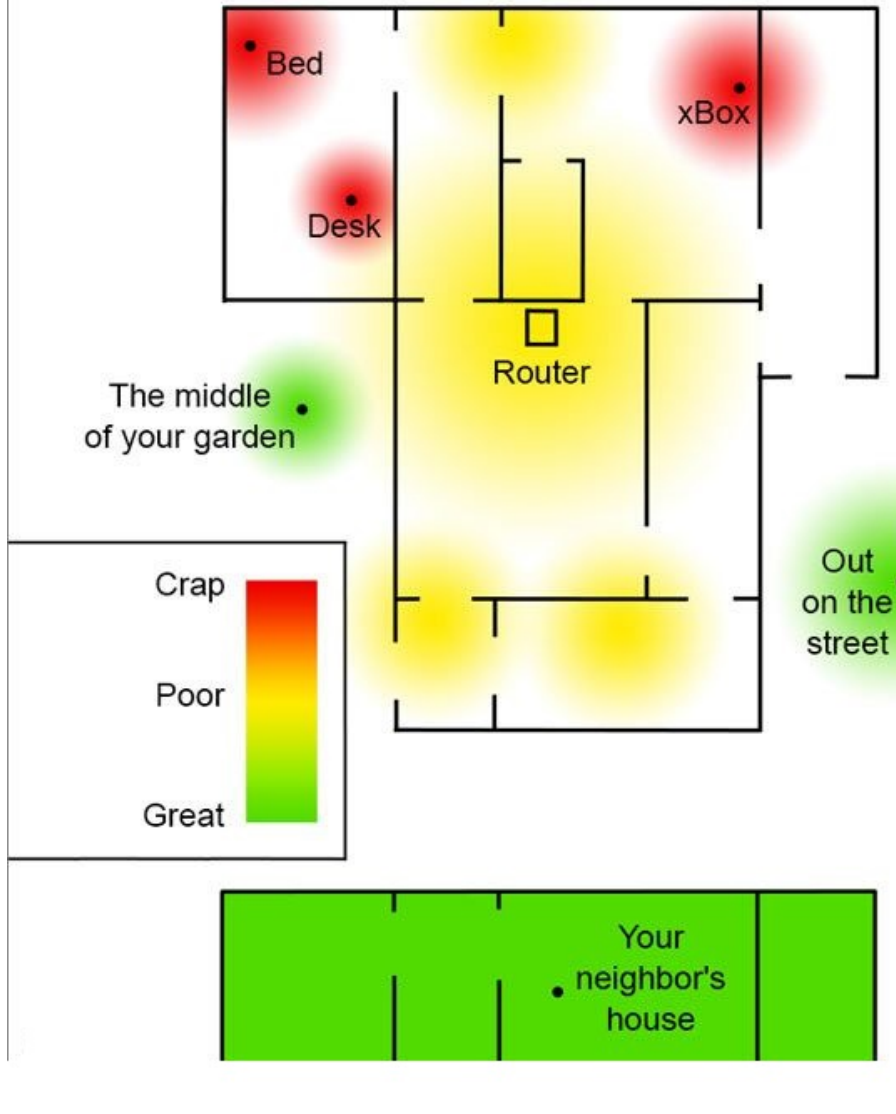 Bed
xBox
Desk
Router
The middle
of your garden
Out
on the
street
Crap
Poor
Great
Your
neighbor's
house